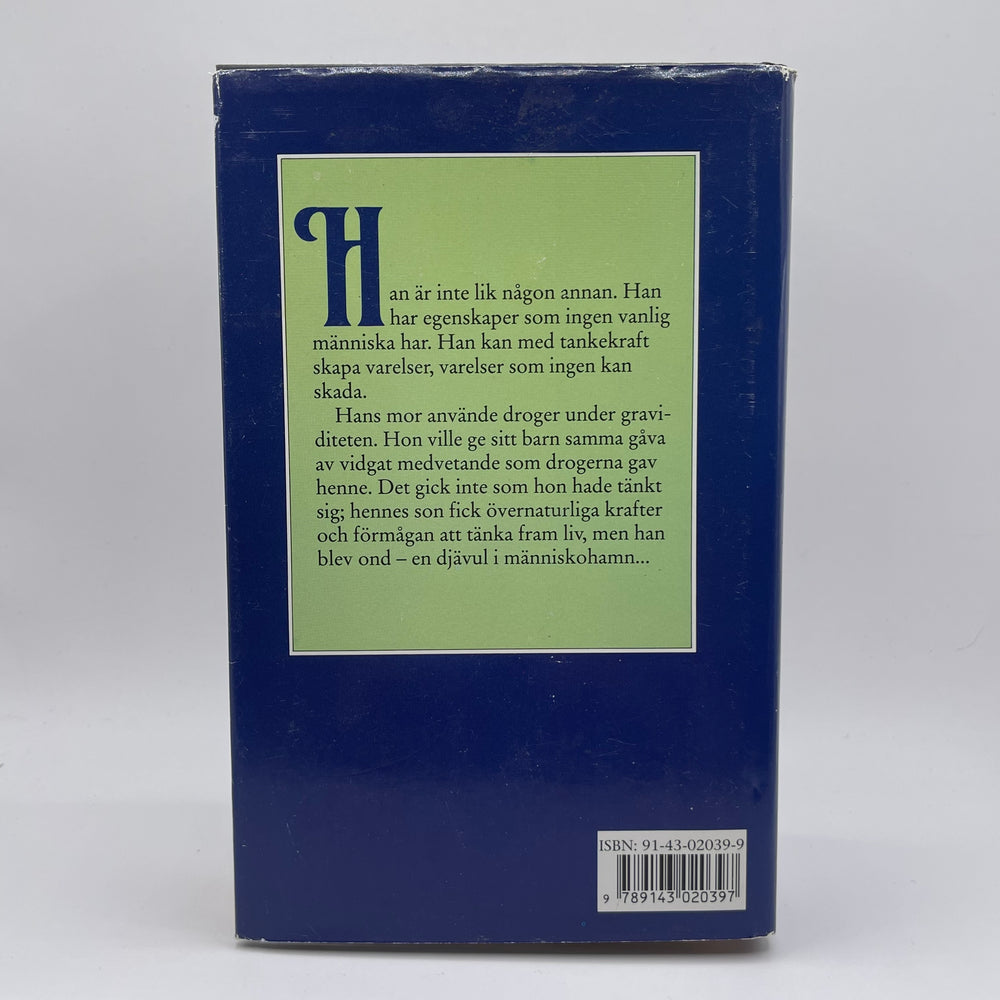 Han är inte lik någon annan. Han
har egenskaper som ingen vanlig
människa har. Han kan med tankekraft
skapa varelser, varelser som ingen kan
skada.
Hans mor använde droger under gravi-
diteten. Hon ville ge sitt barn samma gåva
av vidgat medvetande som drogerna gav
henne. Det gick inte som hon hade tänkt
sig; hennes son fick övernaturliga krafter
och förmågan att tänka fram liv, men han
blev ond – en djävul i människohamn...
ISBN: 91-43-02039-9
9 789143 020397